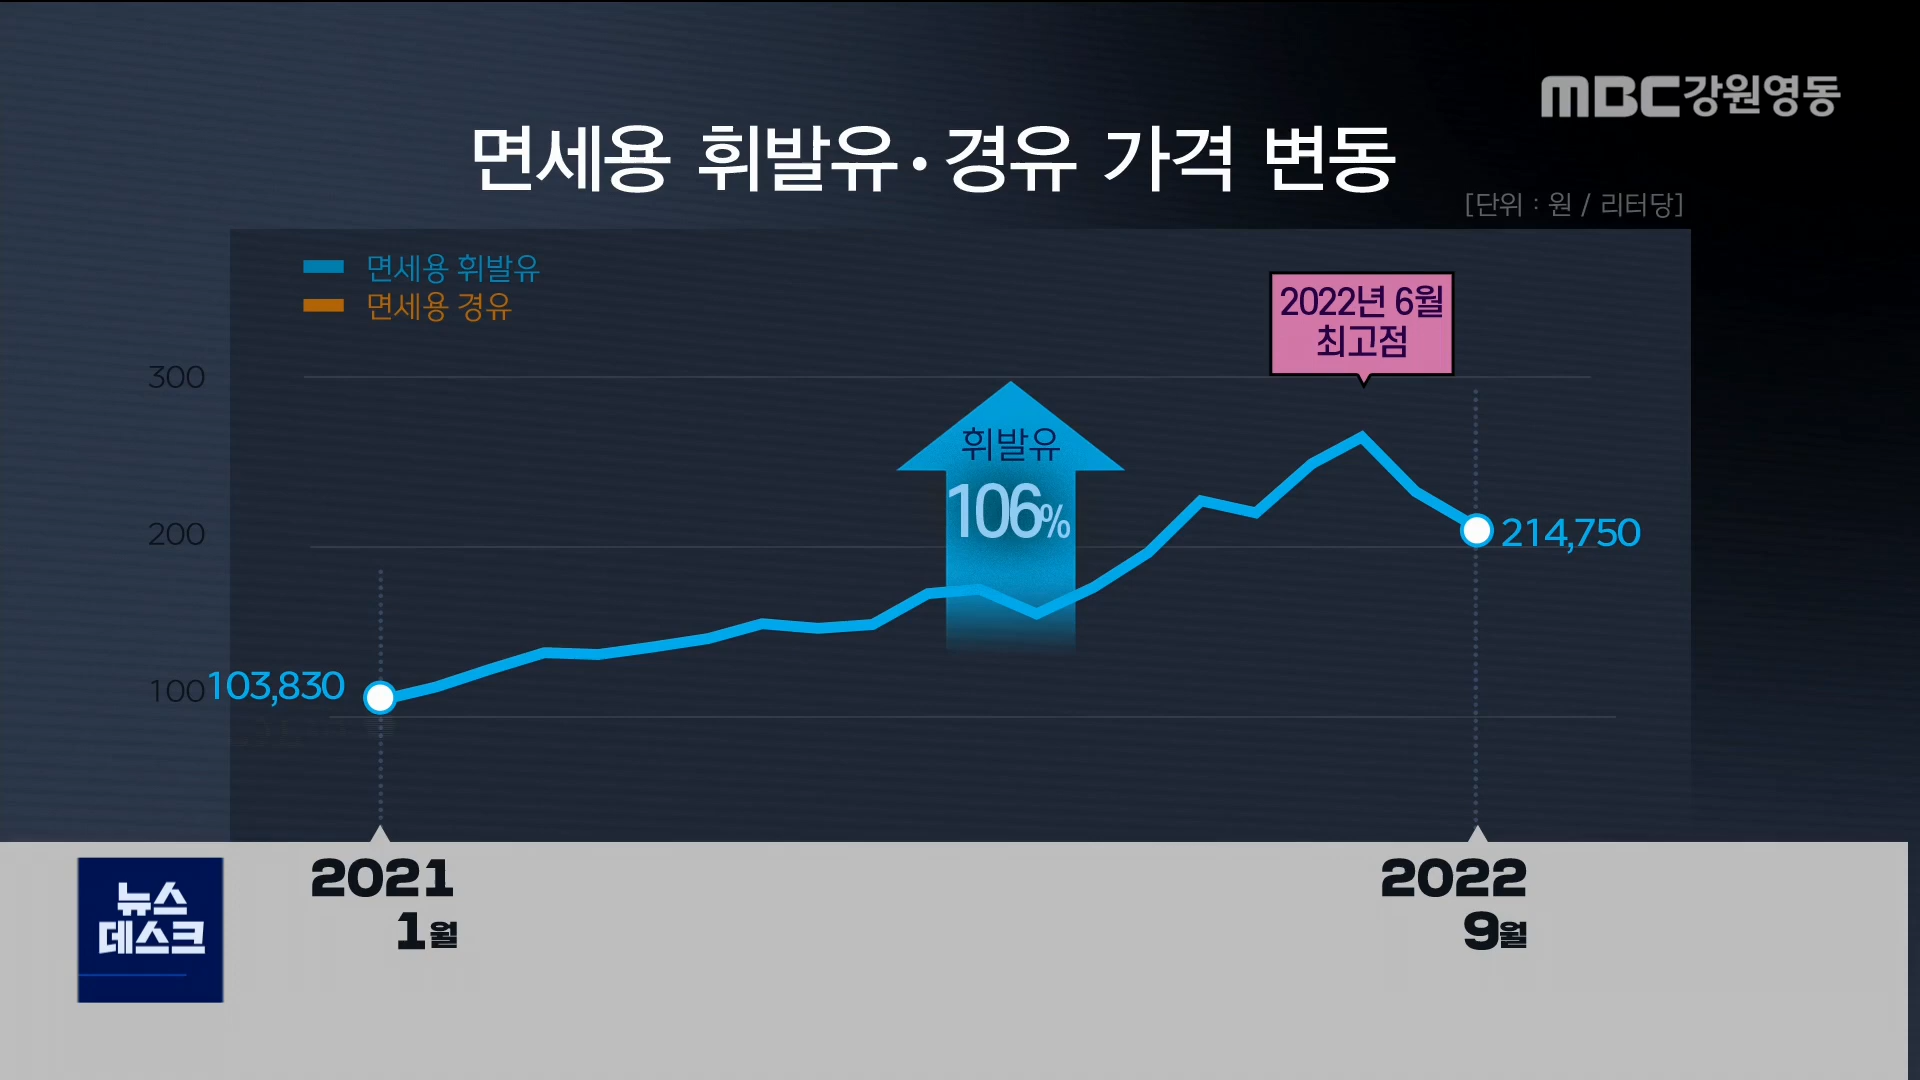 MBC강원영동
면세용 휘발유·경유 가격 변동
[단위 : 원 / 리터당]
면세용 휘발유
면세용 경유
2022년 6월
최고점
300
휘발유
106%
200
214,750
100
103,830
2021
1월
2022
9월
뉴스
데스크